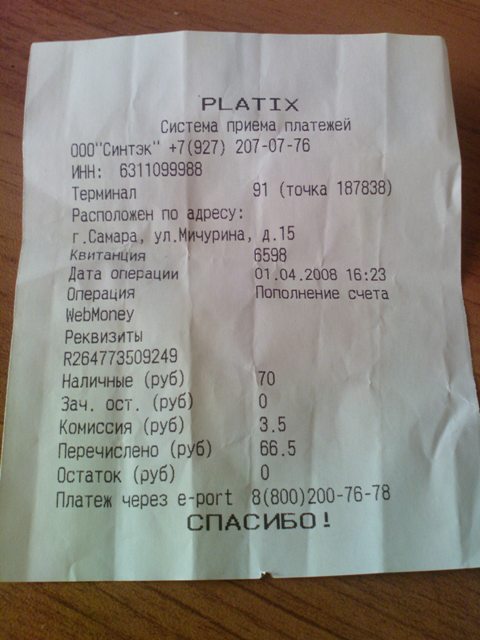 PLATIX
Система приема платежей
ООО"Синтэк" +7(927) 207-07-76
ИНН: 6311099988
Терминал 91 (точка 187838)
Расположен по адресу:
г.Самара, ул.Мичурина, д.15
Квитанция 6598
Дата операции 01.04.2008 16:23
Операция Пополнение счета
WebMoney
Реквизиты
R264773509249
Наличные (руб) 70
Зач. ост. (руб) 0
Комиссия (руб) 3.5
Перечислено (руб) 66.5
Остаток (руб) 0
Платеж через e-port 8(800)200-76-78
СПАСИБО!